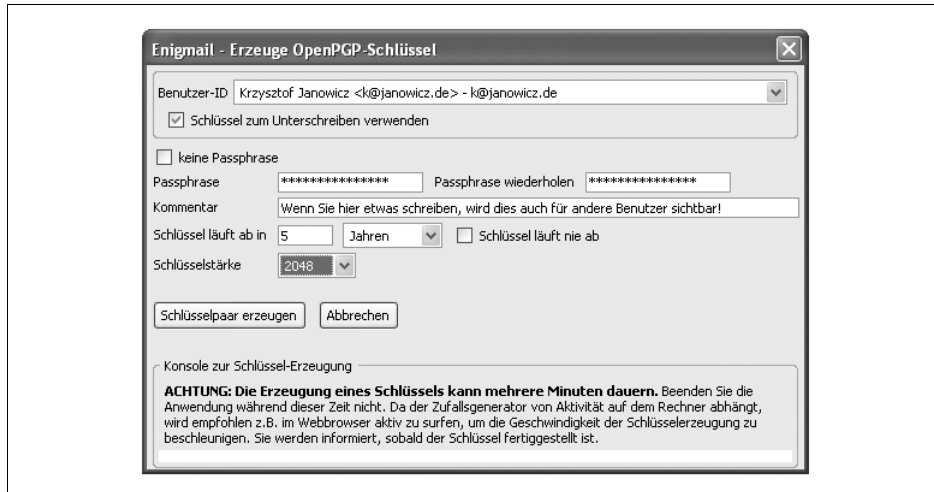 Enigmail - Erzeuge OpenPGP-Schlüssel
Benutzer-ID Krzysztof Janowicz <k@janowicz.de> - k@janowicz.de
Schlüssel zum Unterschreiben verwenden
keine Passphrase
Passphrase *************** Passphrase wiederholen ***************
Kommentar Wenn Sie hier etwas schreiben, wird dies auch für andere Benutzer sichtbar!
Schlüssel läuft ab in 5 Jahren Schlüssel läuft nie ab
Schlüsselstärke 2048
Schlüsselpaar erzeugen Abbrechen
Konsole zur Schlüssel-Erzeugung
ACHTUNG: Die Erzeugung eines Schlüssels kann mehrere Minuten dauern. Beenden Sie die
Anwendung während dieser Zeit nicht. Da der Zufallsgenerator von Aktivität auf dem Rechner abhängt,
wird empfohlen z.B. im Webbrowser aktiv zu surfen, um die Geschwindigkeit der Schlüsselerzeugung zu
beschleunigen. Sie werden informiert, sobald der Schlüssel fertiggestellt ist.